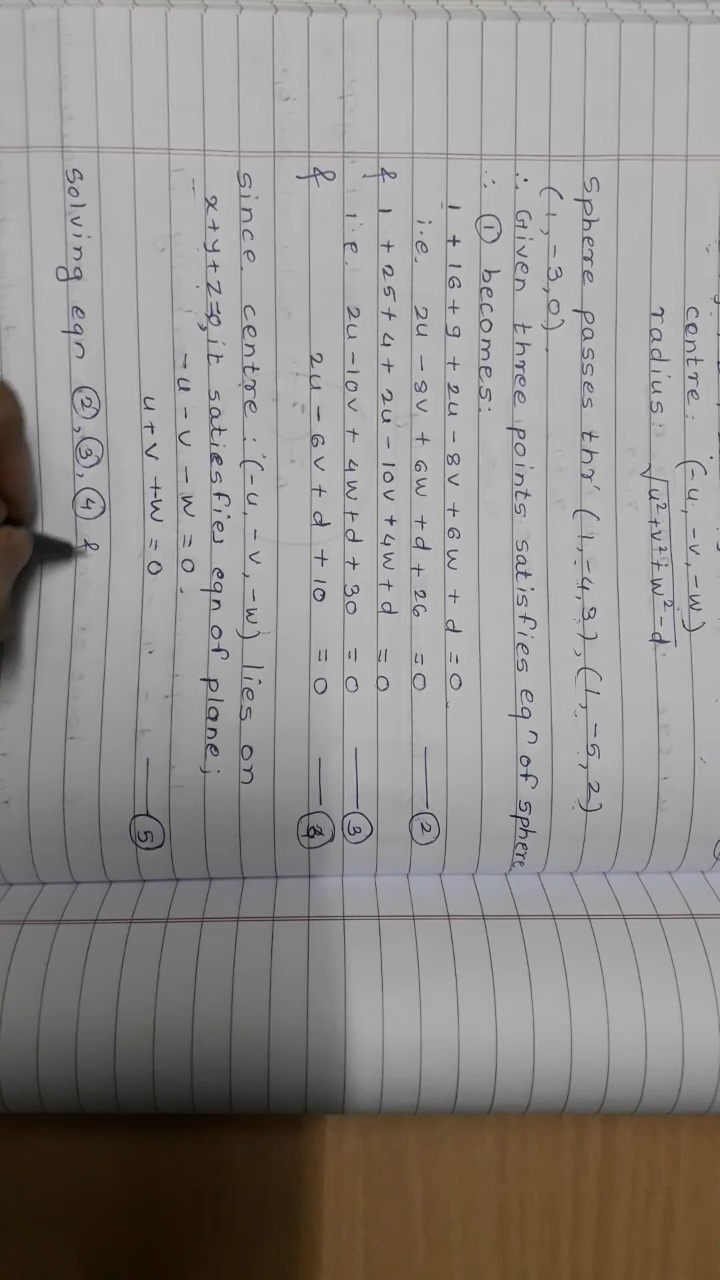 centre: (-u, -v, -w)
radius: √u²+v²+w²-d
sphere passes thr' (1,-4,3), (1,-5,2)
(1,-3,0).
∴ Given three points satisfies eqⁿ of sphere
∴ ① becomes:
1 + 16 + 9 + 2u - 8v + 6w + d = 0
i.e. 2u - 8v + 6w + d + 26 = 0 — ②
& 1 + 25 + 4 + 2u - 10v + 4w + d = 0
i.e. 2u - 10v + 4w + d + 30 = 0 — ③
& 2u - 6v + d + 10 = 0 — ④
since centre: (-u, -v, -w) lies on
x+y+z=0, it satiesfies eqn of plane;
-u - v - w = 0.
u + v + w = 0 — ⑤
Solving eqn ②, ③, ④ &